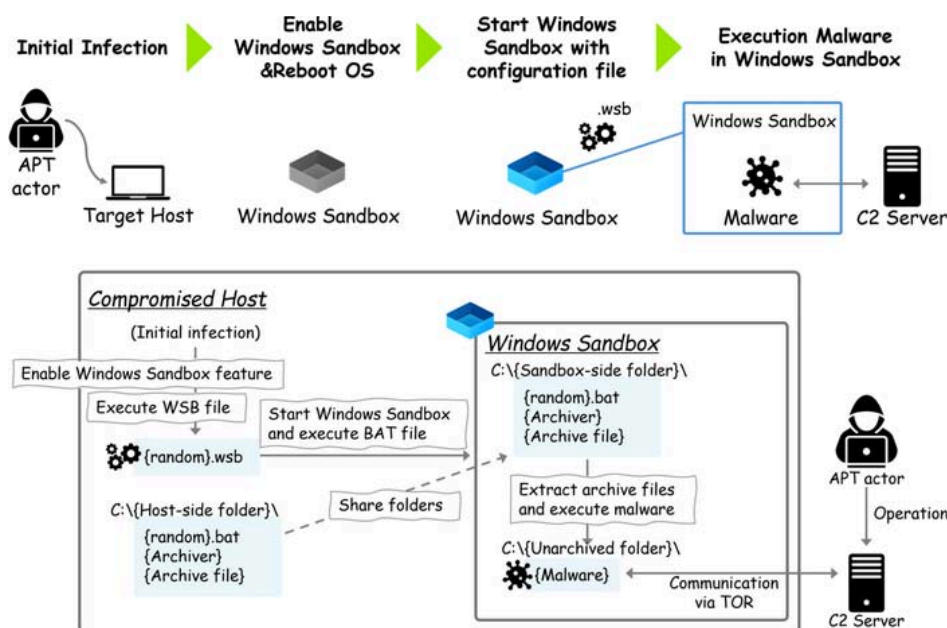 Initial Infection
Enable
Windows Sandbox
&Reboot OS
Start Windows
Sandbox with
configuration file
Execution Malware
in Windows Sandbox
APT
actor
Target Host
Windows Sandbox
.wsb
Windows Sandbox
Windows Sandbox
Malware
C2 Server
Compromised Host
(Initial infection)
Enable Windows Sandbox feature
Execute WSB file
{random}.wsb
Start Windows Sandbox
and execute BAT file
C:\{Host-side folder}\
{random}.bat
{Archiver}
{Archive file}
Share folders
Windows Sandbox
C:\{Sandbox-side folder}\
{random}.bat
{Archiver}
{Archive file}
Extract archive files
and execute malware
C:\{Unarchived folder}\
{Malware}
Communication
via TOR
APT actor
Operation
C2 Server